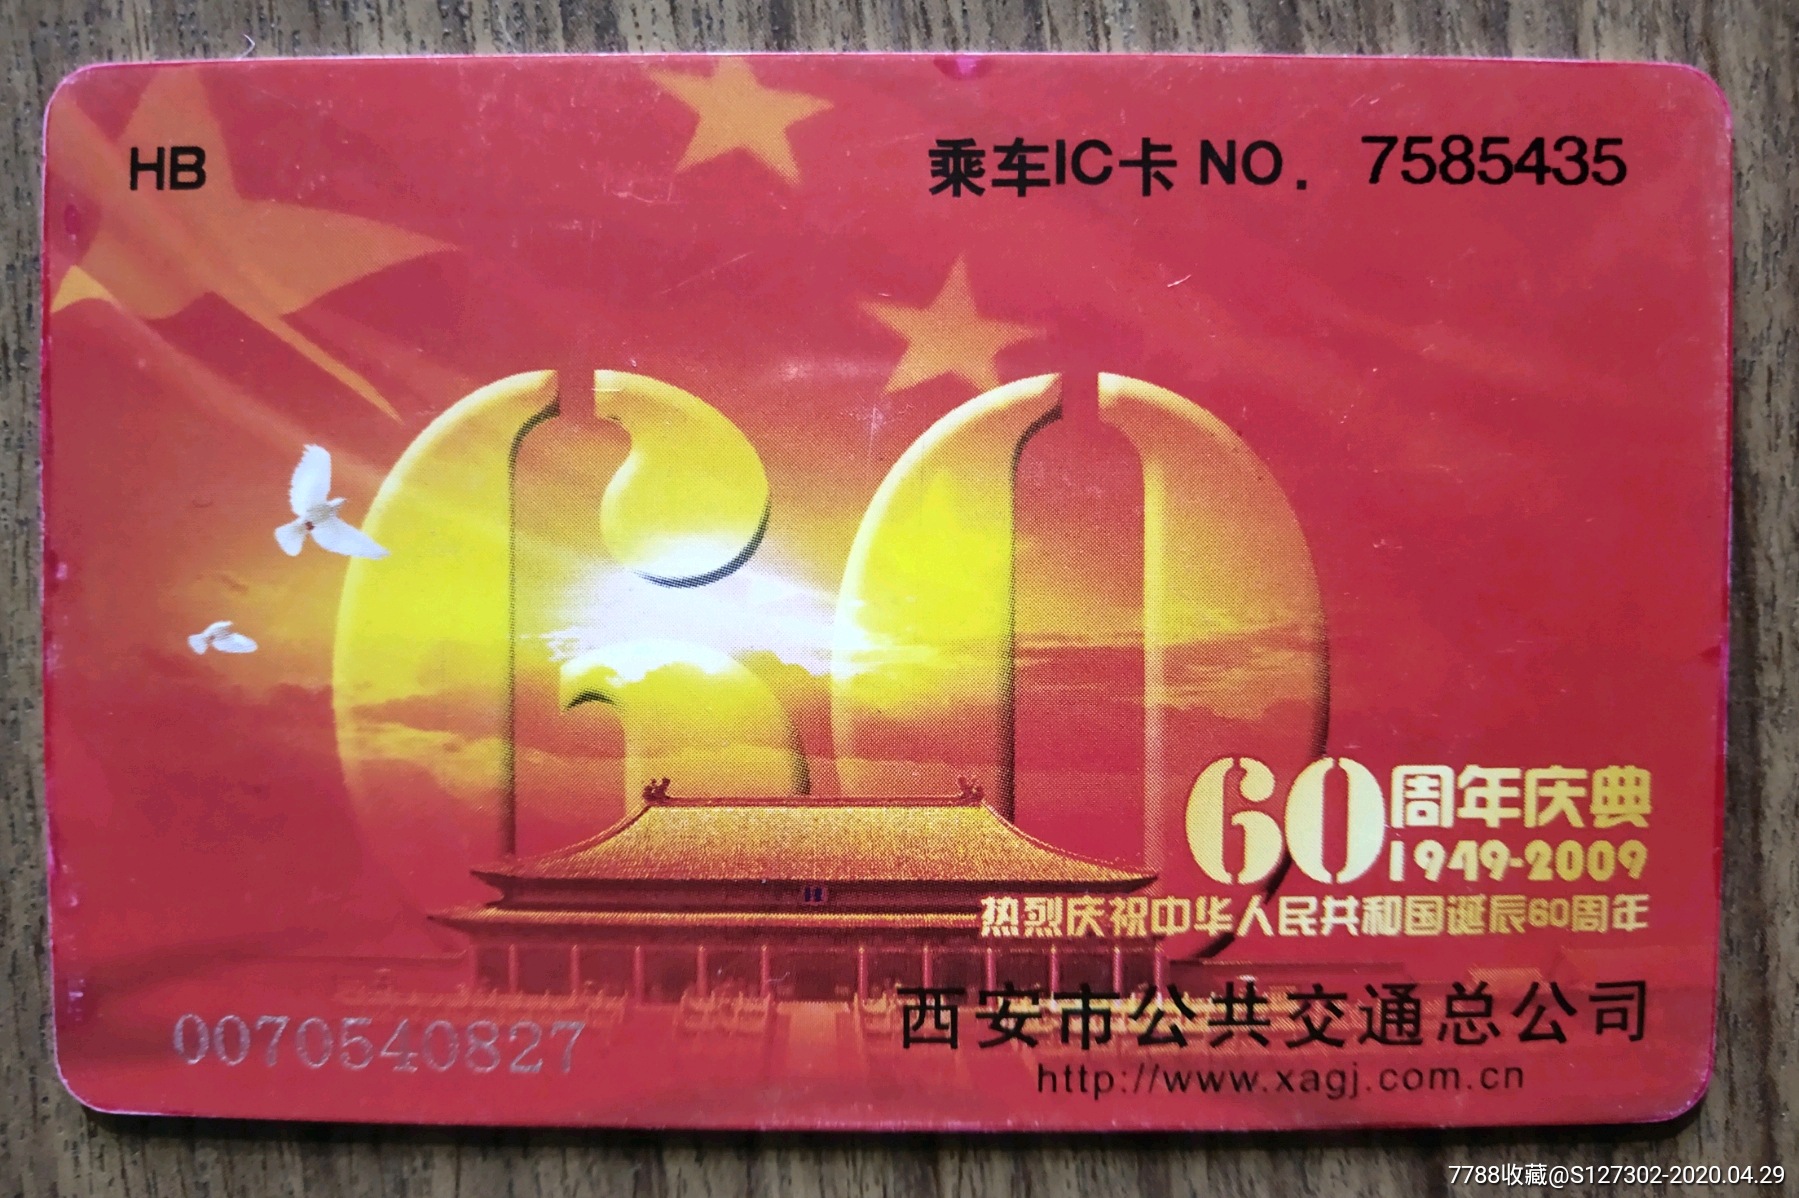 HB
乘车IC卡 NO. 7585435
60周年庆典
1949-2009
热烈庆祝中华人民共和国诞辰60周年
西安市公共交通总公司
http://www.xagj.com.cn
0070540827
7788收藏@S127302-2020.04.29